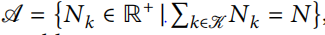 𝒜 = {N_k ∈ ℝ⁺ | ∑_{k∈𝒦} N_k = N},